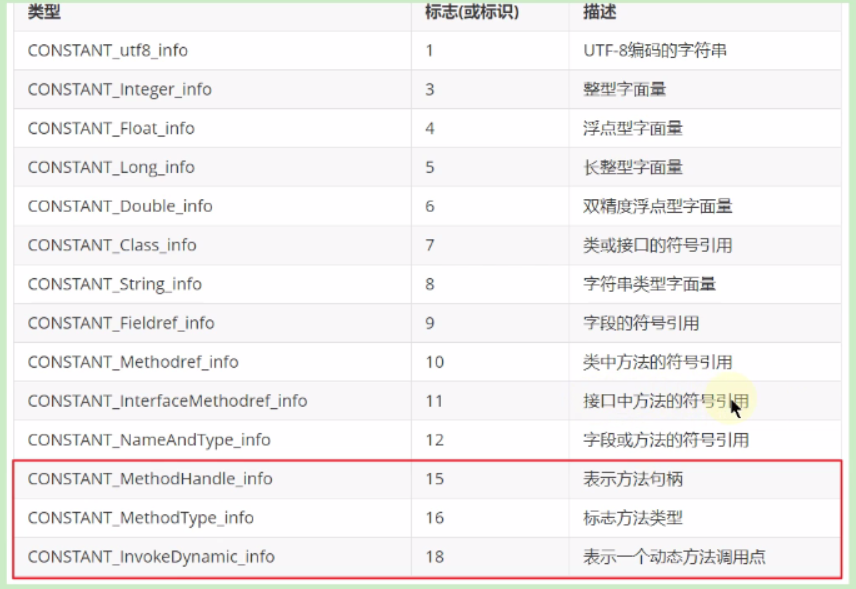 类型 标志(或标识) 描述
CONSTANT_utf8_info 1 UTF-8编码的字符串
CONSTANT_Integer_info 3 整型字面量
CONSTANT_Float_info 4 浮点型字面量
CONSTANT_Long_info 5 长整型字面量
CONSTANT_Double_info 6 双精度浮点型字面量
CONSTANT_Class_info 7 类或接口的符号引用
CONSTANT_String_info 8 字符串类型字面量
CONSTANT_Fieldref_info 9 字段的符号引用
CONSTANT_Methodref_info 10 类中方法的符号引用
CONSTANT_InterfaceMethodref_info 11 接口中方法的符号引用
CONSTANT_NameAndType_info 12 字段或方法的符号引用
CONSTANT_MethodHandle_info 15 表示方法句柄
CONSTANT_MethodType_info 16 标志方法类型
CONSTANT_InvokeDynamic_info 18 表示一个动态方法调用点